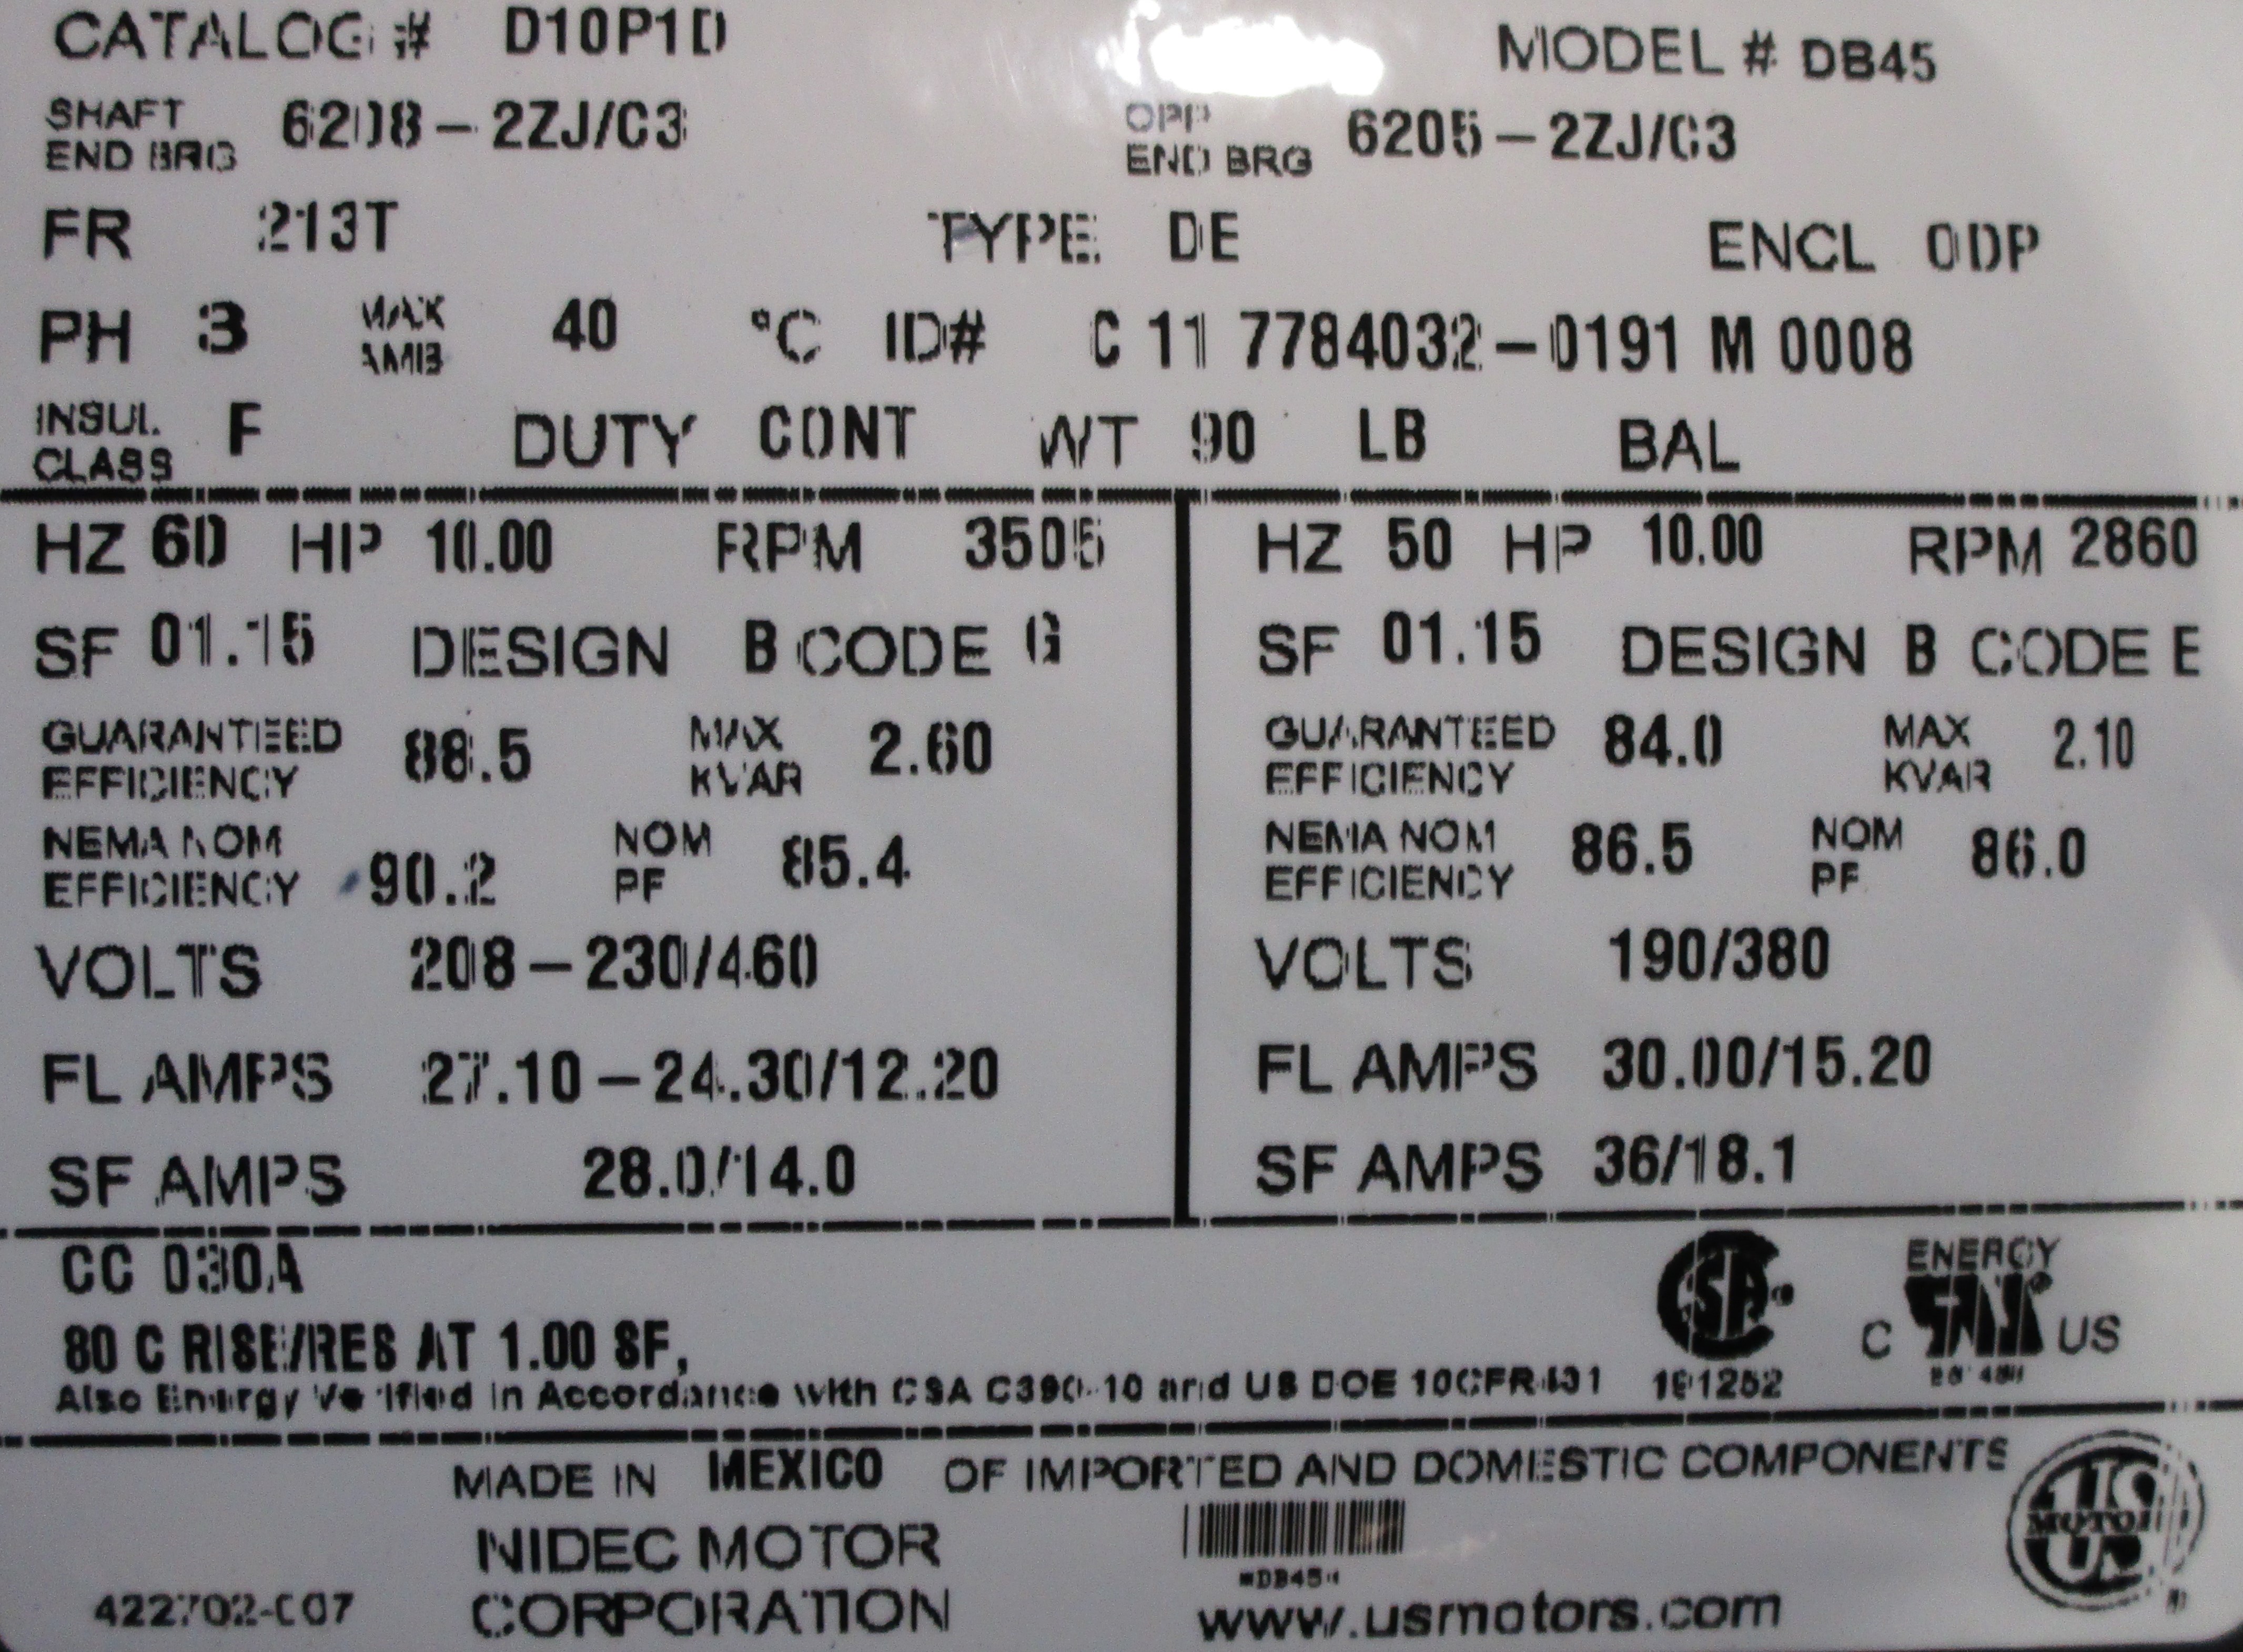 CATALOG # D10P1D MODEL # DB45
SHAFT END BRG 6208-2ZJ/C3 OPP END BRG 6205-2ZJ/C3
FR 213T TYPE DE ENCL ODP
PH 3 MAX AMB 40 °C ID# C 11 7784032-0191 M 0008
INSUL. CLASS F DUTY CONT WT 90 LB BAL
HZ 60 HP 10.00 RPM 3505
SF 01.15 DESIGN B CODE G
GUARANTEED EFFICIENCY 88.5 MAX KVAR 2.60
NEMA NOM EFFICIENCY 90.2 NOM PF 85.4
VOLTS 208-230/460
FL AMPS 27.10-24.30/12.20
SF AMPS 28.0/14.0
HZ 50 HP 10.00 RPM 2860
SF 01.15 DESIGN B CODE E
GUARANTEED EFFICIENCY 84.0 MAX KVAR 2.10
NEMA NOM EFFICIENCY 86.5 NOM PF 86.0
VOLTS 190/380
FL AMPS 30.00/15.20
SF AMPS 36/18.1
CC 030A
80 C RISE/RES AT 1.00 SF,
Also Energy Verified in Accordance with CSA C390-10 and US DOE 10CFR431
CSA
191252
ENERGY
C US
MADE IN MEXICO OF IMPORTED AND DOMESTIC COMPONENTS
NIDEC MOTOR
CORPORATION
422702-C07
*DB45*
www.usmotors.com
US
MOTORS